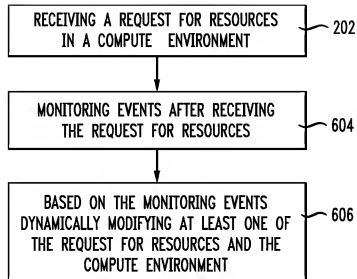 RECEIVING A REQUEST FOR RESOURCES
IN A COMPUTE ENVIRONMENT
202
MONITORING EVENTS AFTER RECEIVING
THE REQUEST FOR RESOURCES
604
BASED ON THE MONITORING EVENTS
DYNAMICALLY MODIFYING AT LEAST ONE OF
THE REQUEST FOR RESOURCES AND THE
COMPUTE ENVIRONMENT
606